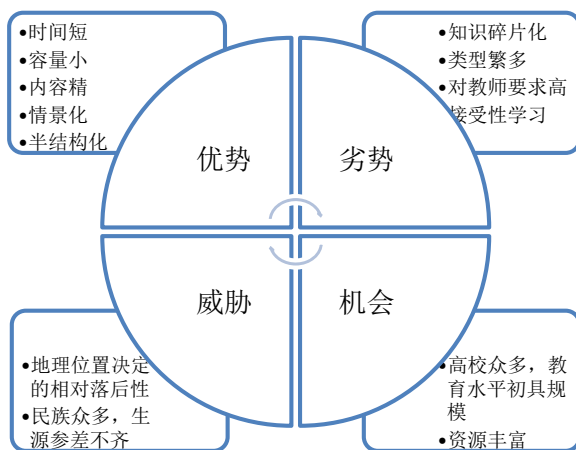 •时间短
•容量小
•内容精
•情景化
•半结构化
•知识碎片化
•类型繁多
•对教师要求高
接受性学习
优势
劣势
威胁
机会
•地理位置决定
的相对落后性
•民族众多，生
源参差不齐
•高校众多，教
育水平初具规
模
•资源丰富